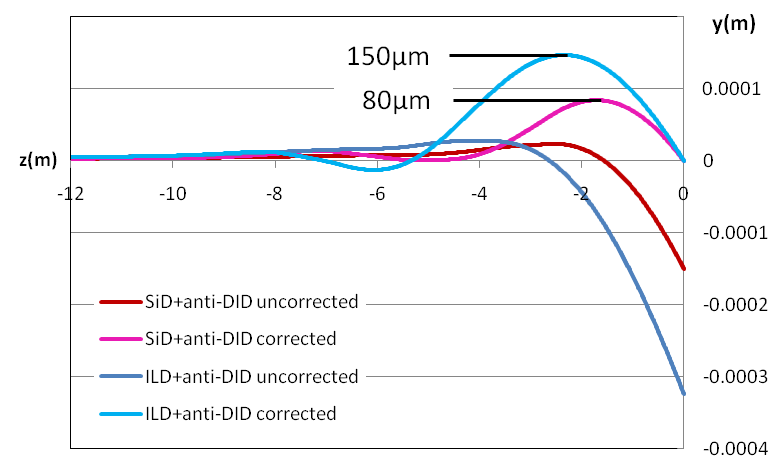 y(m)
150µm
0.0001
80µm
z(m)
0
-12 -10 -8 -6 -4 -2 0
-0.0001
SiD+anti-DID uncorrected
-0.0002
SiD+anti-DID corrected
ILD+anti-DID uncorrected
-0.0003
ILD+anti-DID corrected
-0.0004